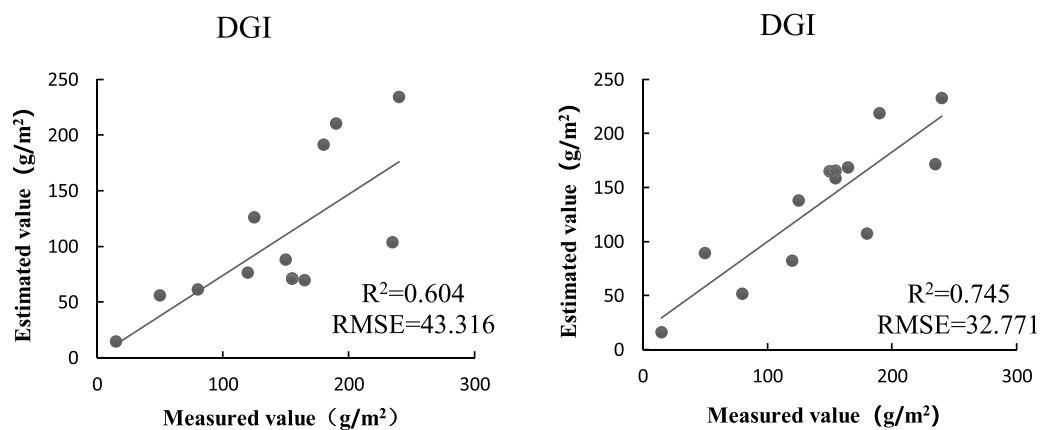 DGI
250
200
150
100
50
0
Estimated value (g/m²)
R²=0.604
RMSE=43.316
0 100 200 300
Measured value（g/m²）
DGI
250
200
150
100
50
0
Estimated value (g/m²)
R²=0.745
RMSE=32.771
0 100 200 300
Measured value (g/m²)